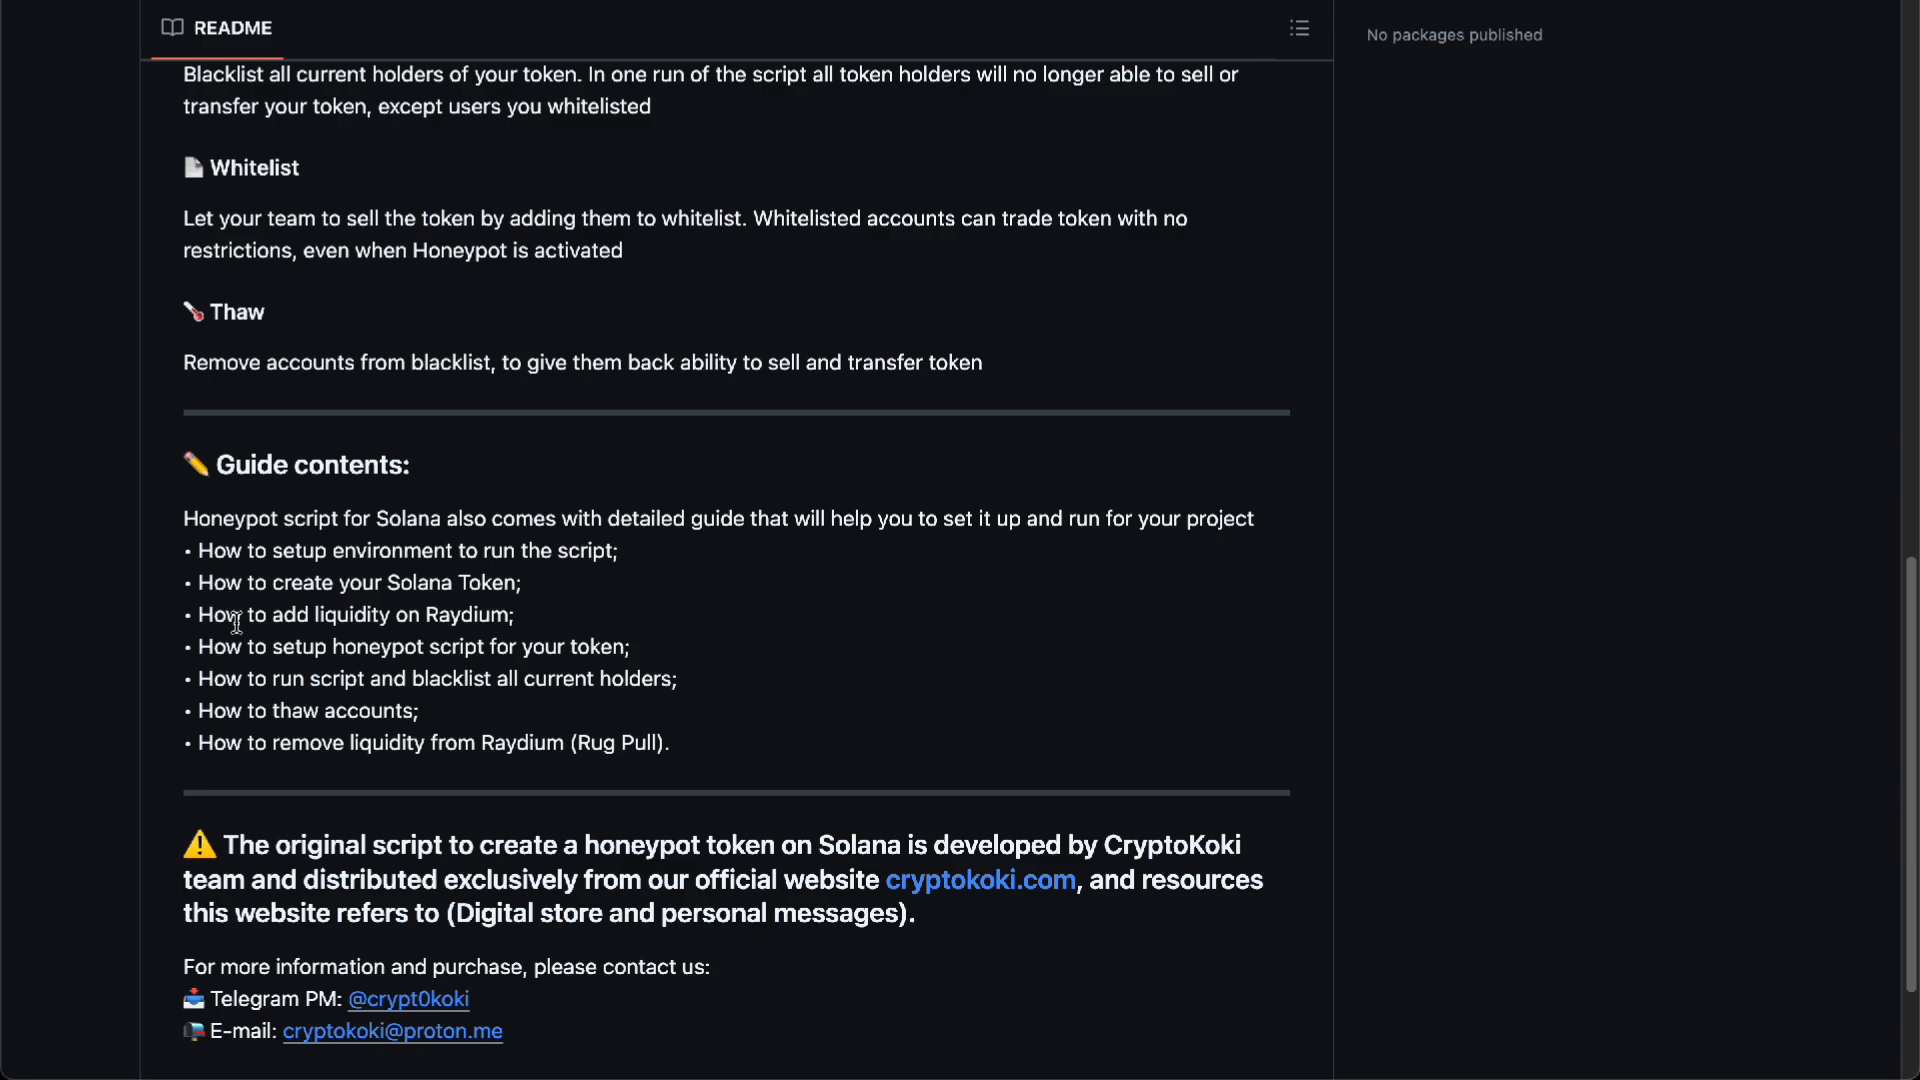 README
No packages published
Blacklist all current holders of your token. In one run of the script all token holders will no longer able to sell or
transfer your token, except users you whitelisted
Whitelist
Let your team to sell the token by adding them to whitelist. Whitelisted accounts can trade token with no
restrictions, even when Honeypot is activated
Thaw
Remove accounts from blacklist, to give them back ability to sell and transfer token
Guide contents:
Honeypot script for Solana also comes with detailed guide that will help you to set it up and run for your project
• How to setup environment to run the script;
• How to create your Solana Token;
• How to add liquidity on Raydium;
• How to setup honeypot script for your token;
• How to run script and blacklist all current holders;
• How to thaw accounts;
• How to remove liquidity from Raydium (Rug Pull).
⚠️ The original script to create a honeypot token on Solana is developed by CryptoKoki
team and distributed exclusively from our official website cryptokoki.com, and resources
this website refers to (Digital store and personal messages).
For more information and purchase, please contact us:
Telegram PM: @crypt0koki
E-mail: cryptokoki@proton.me